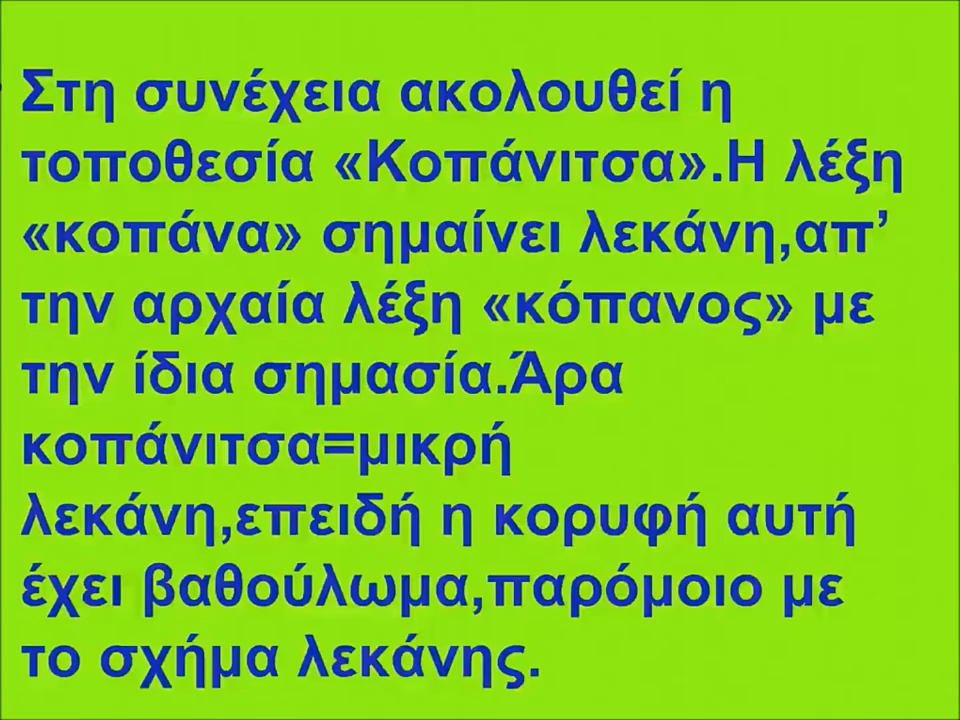 Στη συνέχεια ακολουθεί η
τοποθεσία «Κοπάνιτσα».Η λέξη
«κοπάνα» σημαίνει λεκάνη,απ’
την αρχαία λέξη «κόπανος» με
την ίδια σημασία.Άρα
κοπάνιτσα=μικρή
λεκάνη,επειδή η κορυφή αυτή
έχει βαθούλωμα,παρόμοιο με
το σχήμα λεκάνης.